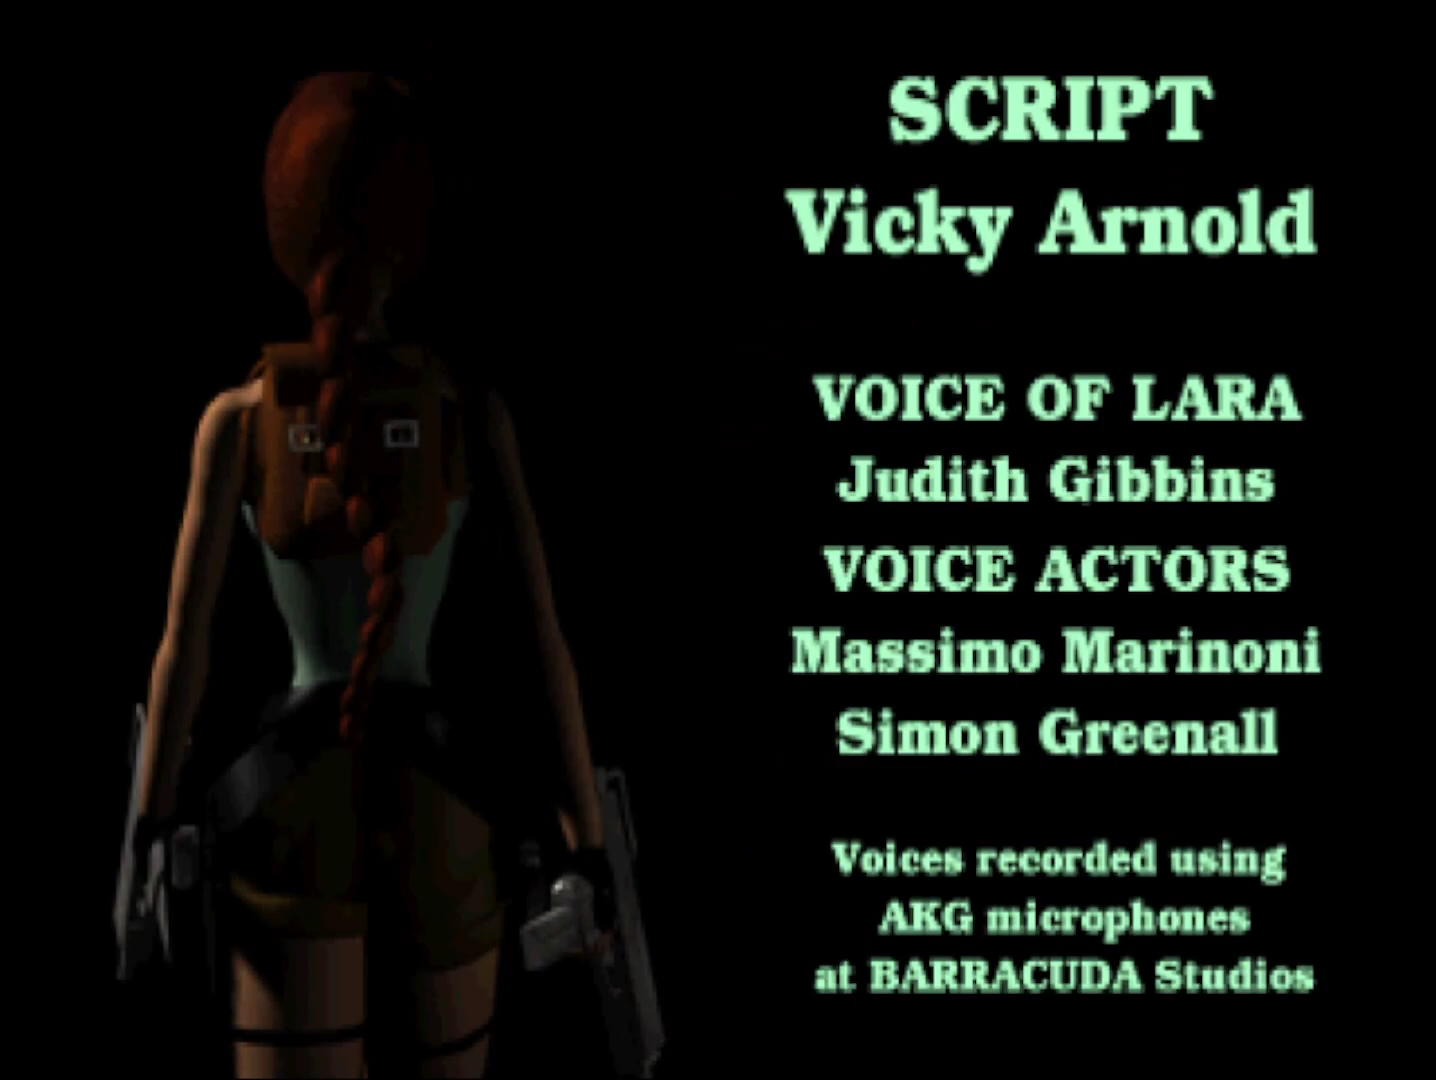 SCRIPT
Vicky Arnold
VOICE OF LARA
Judith Gibbins
VOICE ACTORS
Massimo Marinoni
Simon Greenall
Voices recorded using
AKG microphones
at BARRACUDA Studios